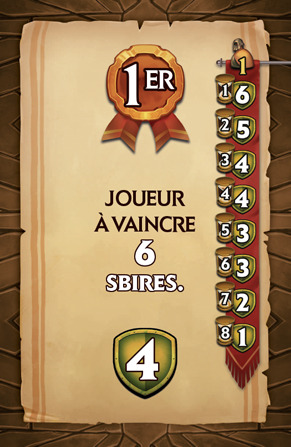 1ER
JOUEUR
À VAINCRE
6
SBIRES.
4
1
1 6
2 5
3 4
4 4
5 3
6 3
7 2
8 1